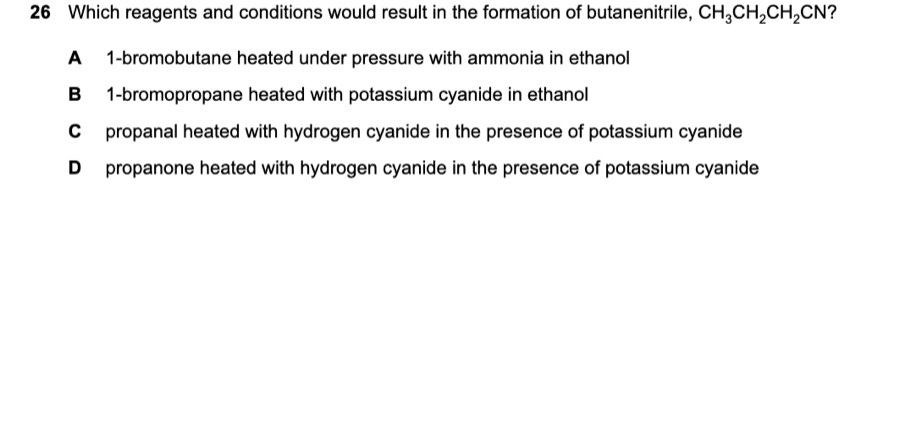 26 Which reagents and conditions would result in the formation of butanenitrile, CH₃CH₂CH₂CN?
A 1-bromobutane heated under pressure with ammonia in ethanol
B 1-bromopropane heated with potassium cyanide in ethanol
C propanal heated with hydrogen cyanide in the presence of potassium cyanide
D propanone heated with hydrogen cyanide in the presence of potassium cyanide